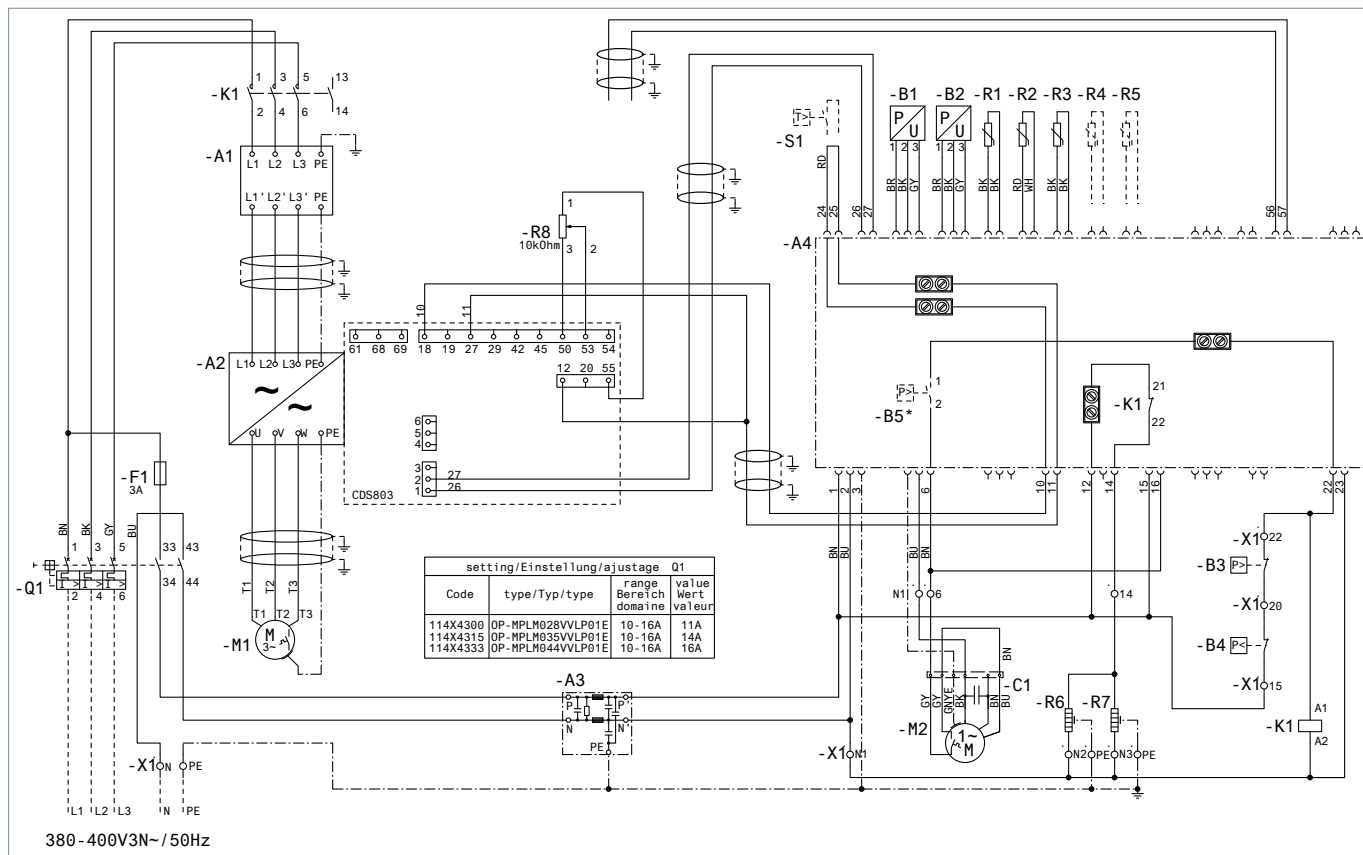 1 3 5 13
-K1
2 4 6 14
-A1
L1 L2 L3 PE
L1' L2' L3' PE
-A2
L1 L2 L3 PE
~
~
U V W PE
-F1
3A
BN BK GY BU
1 3 5 33 43
-Q1
I> I> I>
2 4 6 34 44
T1 T2 T3
T1 T2 T3
-M1
M
3~
-X1 N PE
L1 L2 L3 N PE
380-400V3N~/50Hz
1
-R8
10kOhm
3 2
10 11
61 68 69 18 19 27 29 42 45 50 53 54
12 20 55
6
5
4
3
2 27
1 26
CDS803
setting/Einstellung/ajustage Q1
Code type/Typ/type range Bereich domaine value Wert valeur
114X4300 OP-MPLM028VVLP01E 10-16A 11A
114X4315 OP-MPLM035VVLP01E 10-16A 14A
114X4333 OP-MPLM044VVLP01E 10-16A 16A
-A3
P P'
N N'
PE
T>
-S1
RD
-B1 -B2 -R1 -R2 -R3 -R4 -R5
P U P U
1 2 3 1 2 3
BR BK GY BR BK GY BK BK RD WH BK BK
24 25 26 27 56 57
-A4
P>
1
2
-B5*
-K1
21
22
1 2 3 6 10 11 12 14 15 16 22 23
BN BU BU BN
N1 6 14
-X1 22
-B3 P>
-X1 20
-B4 P<
-X1 15
BN
-C1
GY GY GNYE BK BN BU
-M2
1~
M
-X1 N1
-R6 -R7
N2 PE N3 PE
-K1
A1
A2